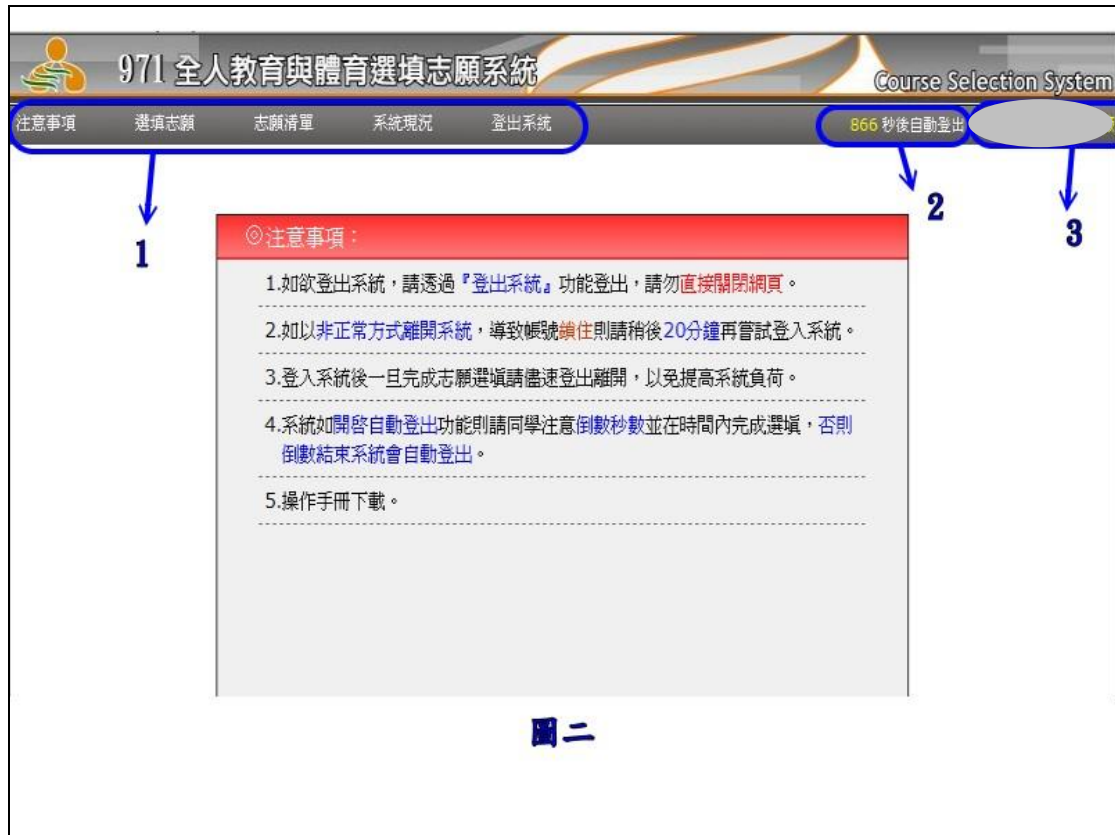 971 全人教育與體育選填志願系統
Course Selection System
注意事項 選填志願 志願清單 系統現況 登出系統 866 秒後自動登出
1
2
3
◎注意事項：
1.如欲登出系統，請透過『登出系統』功能登出，請勿直接關閉網頁。
2.如以非正常方式離開系統，導致帳號鎖住則請稍後20分鐘再嘗試登入系統。
3.登入系統後一旦完成志願選填請儘速登出離開，以免提高系統負荷。
4.系統如開啓自動登出功能則請同學注意倒數秒數並在時間內完成選填，否則
倒數結束系統會自動登出。
5.操作手冊下載。
圖二